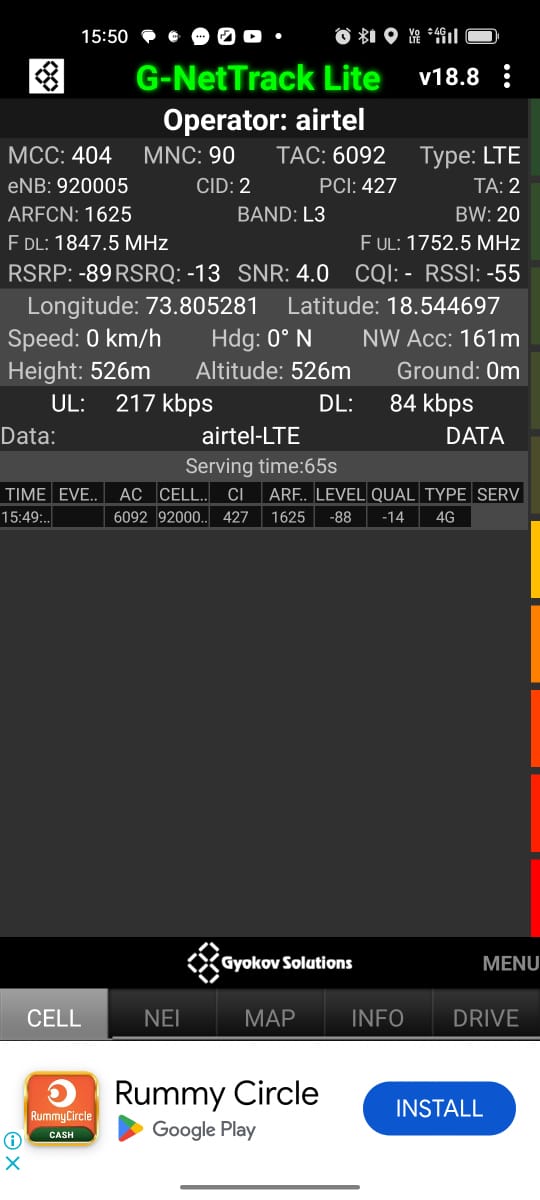 15:50 Vo LTE 4G
G-NetTrack Lite v18.8
Operator: airtel
MCC: 404 MNC: 90 TAC: 6092 Type: LTE
eNB: 920005 CID: 2 PCI: 427 TA: 2
ARFCN: 1625 BAND: L3 BW: 20
F DL: 1847.5 MHz F UL: 1752.5 MHz
RSRP: -89 RSRQ: -13 SNR: 4.0 CQI: - RSSI: -55
Longitude: 73.805281 Latitude: 18.544697
Speed: 0 km/h Hdg: 0° N NW Acc: 161m
Height: 526m Altitude: 526m Ground: 0m
UL: 217 kbps DL: 84 kbps
Data: airtel-LTE DATA
Serving time:65s
TIME EVE.. AC CELL.. CI ARF.. LEVEL QUAL TYPE SERV
15:49:.. 6092 92000.. 427 1625 -88 -14 4G
Gyokov Solutions MENU
CELL NEI MAP INFO DRIVE
RummyCircle
CASH
Rummy Circle
Google Play
INSTALL